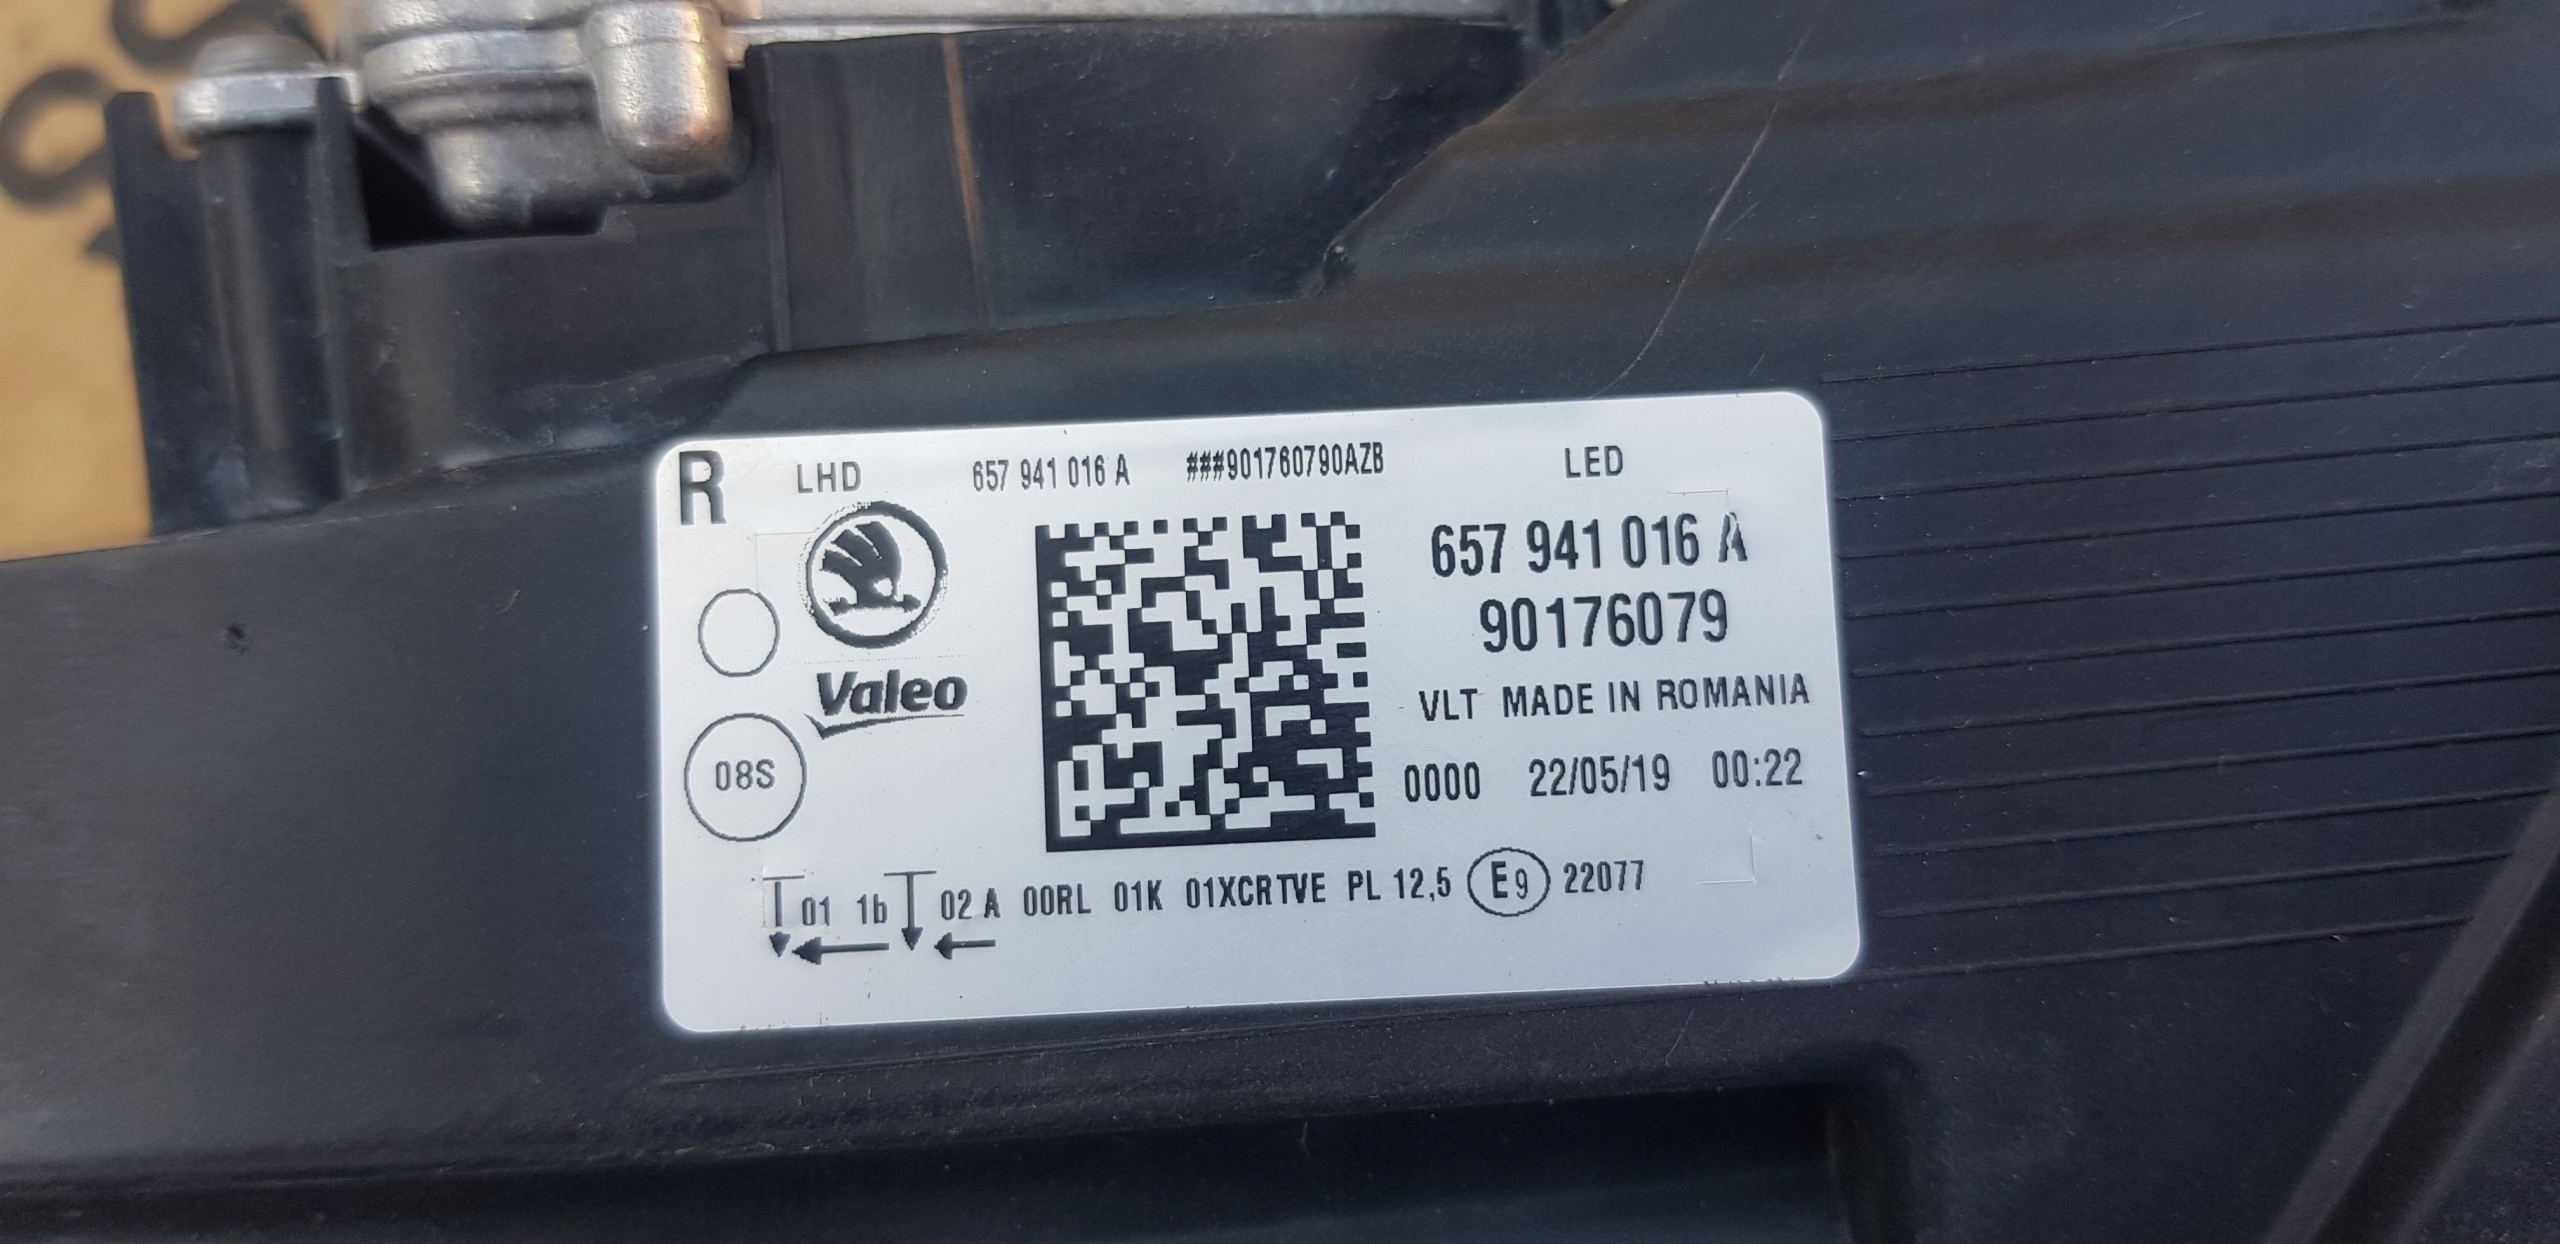 R LHD 657 941 016 A ###901760790AZB LED
657 941 016 A
90176079
Valeo
VLT MADE IN ROMANIA
08S
0000 22/05/19 00:22
01 1b 02 A 00RL 01K 01XCRTVE PL 12,5 E9 22077